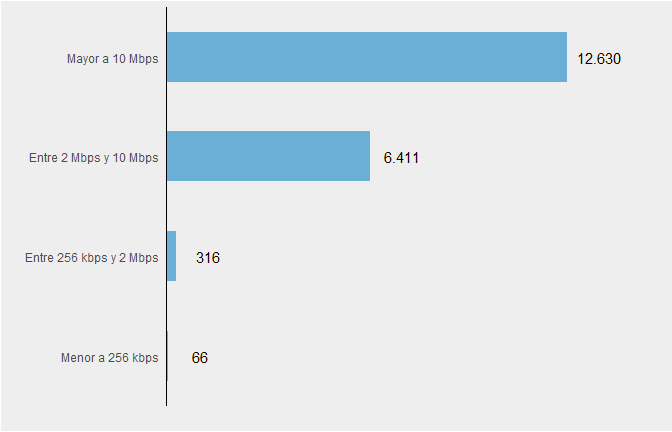 Mayor a 10 Mbps
12.630
Entre 2 Mbps y 10 Mbps
6.411
Entre 256 kbps y 2 Mbps
316
Menor a 256 kbps
66